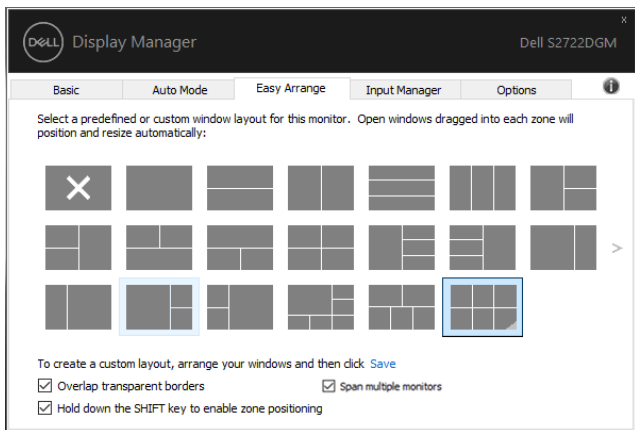 x
DELL Display Manager Dell S2722DGM
Basic Auto Mode Easy Arrange Input Manager Options i
Select a predefined or custom window layout for this monitor. Open windows dragged into each zone will
position and resize automatically:
To create a custom layout, arrange your windows and then click Save
Overlap transparent borders Span multiple monitors
Hold down the SHIFT key to enable zone positioning